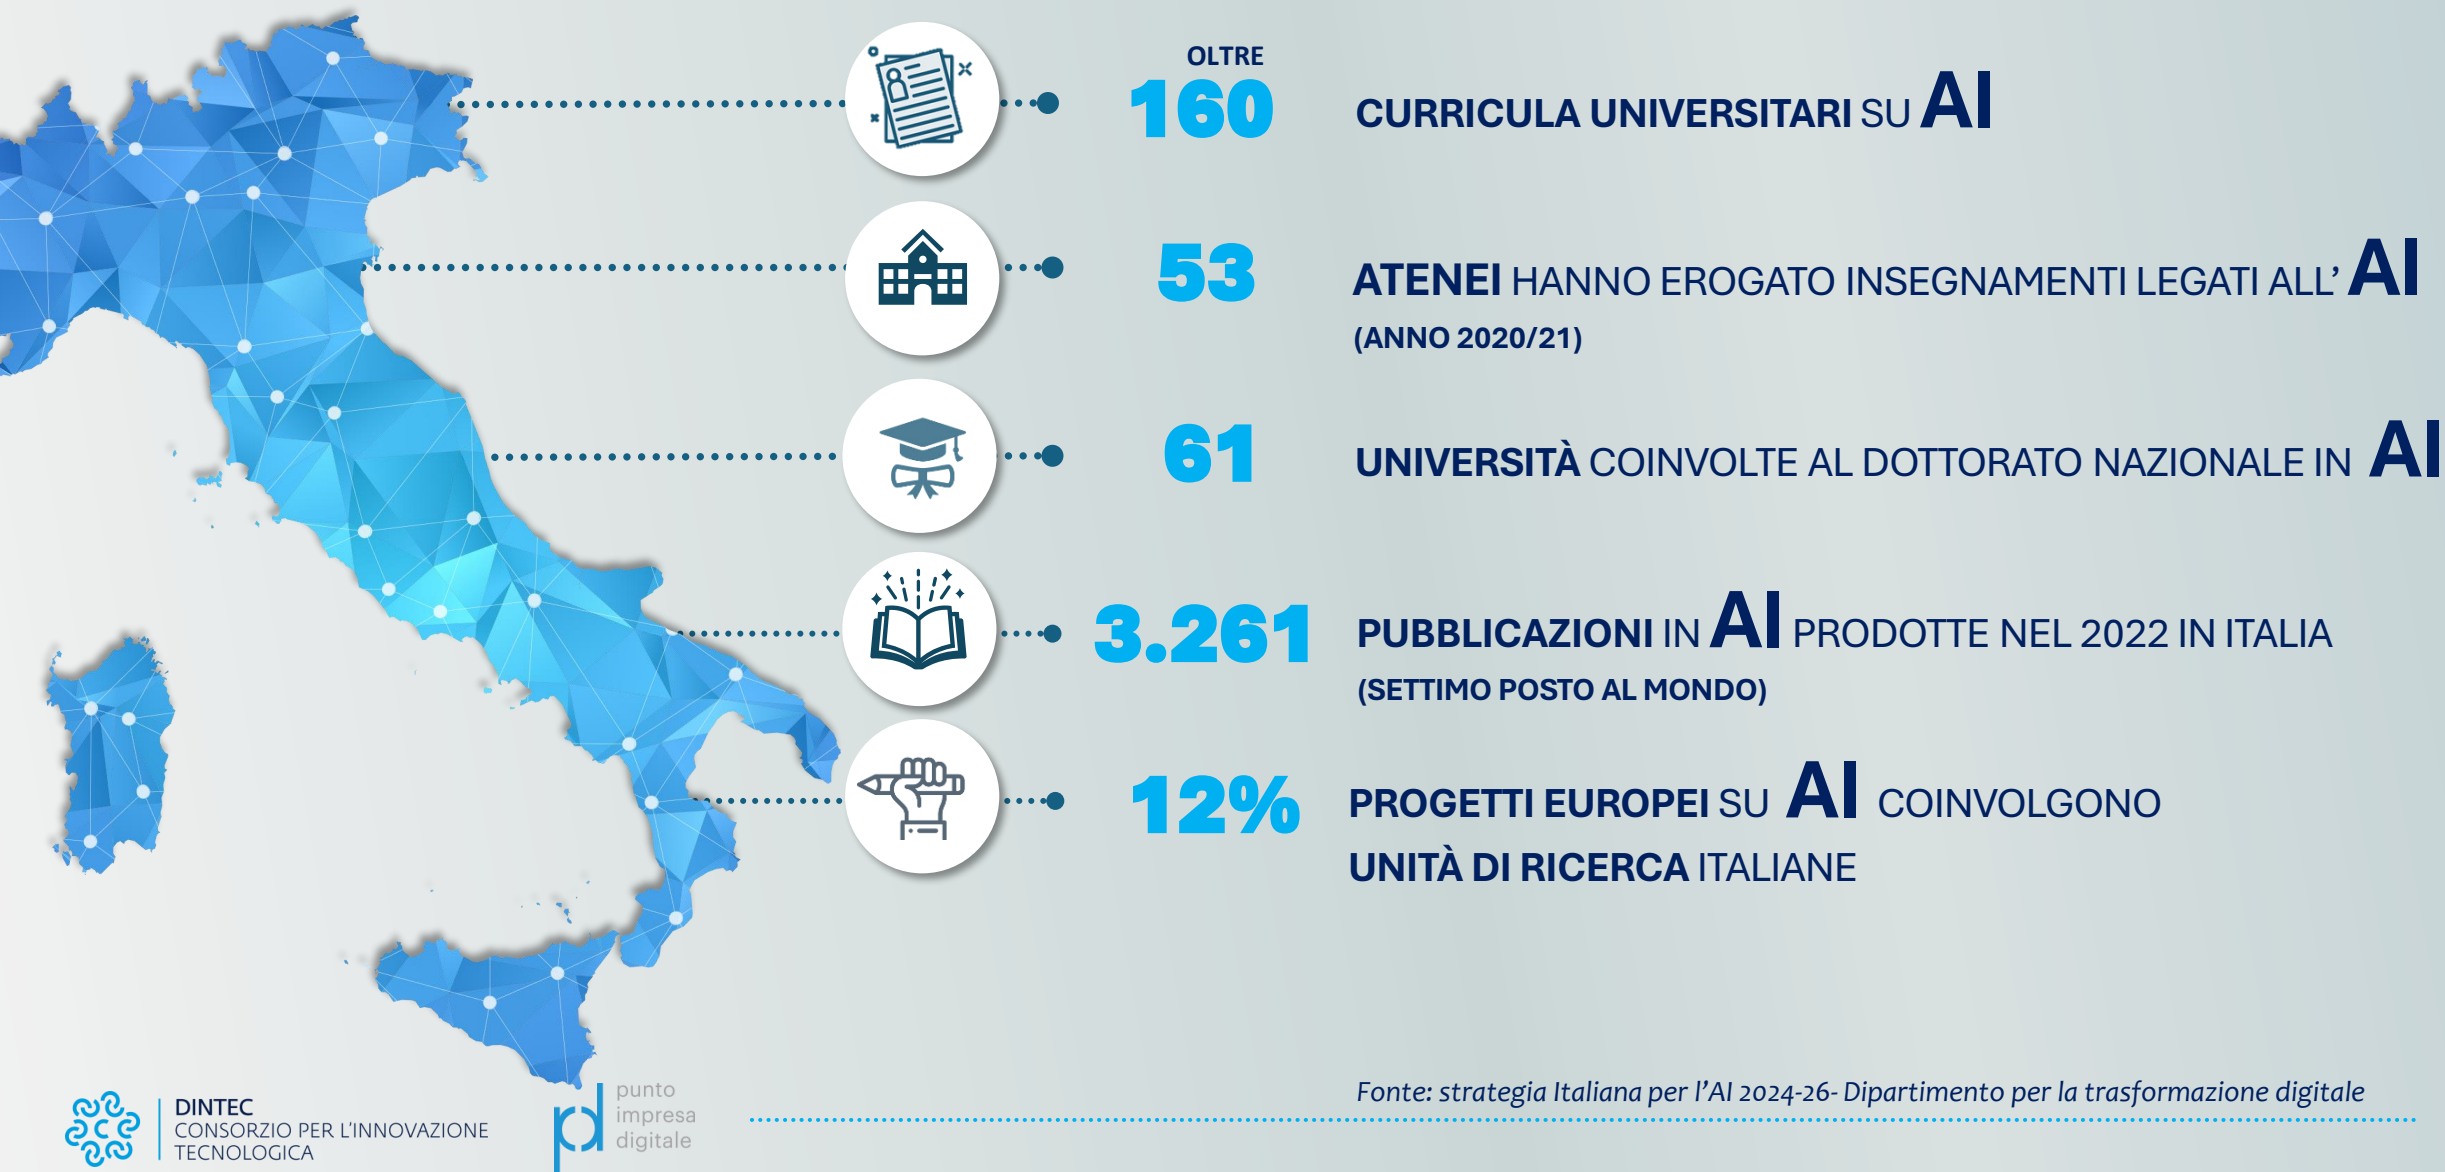 OLTRE
160 CURRICULA UNIVERSITARI SU AI
53 ATENEI HANNO EROGATO INSEGNAMENTI LEGATI ALL’ AI
(ANNO 2020/21)
61 UNIVERSITÀ COINVOLTE AL DOTTORATO NAZIONALE IN AI
3.261 PUBBLICAZIONI IN AI PRODOTTE NEL 2022 IN ITALIA
(SETTIMO POSTO AL MONDO)
12% PROGETTI EUROPEI SU AI COINVOLGONO
UNITÀ DI RICERCA ITALIANE
Fonte: strategia Italiana per l’AI 2024-26- Dipartimento per la trasformazione digitale
DINTEC
CONSORZIO PER L’INNOVAZIONE
TECNOLOGICA
pd
punto
impresa
digitale